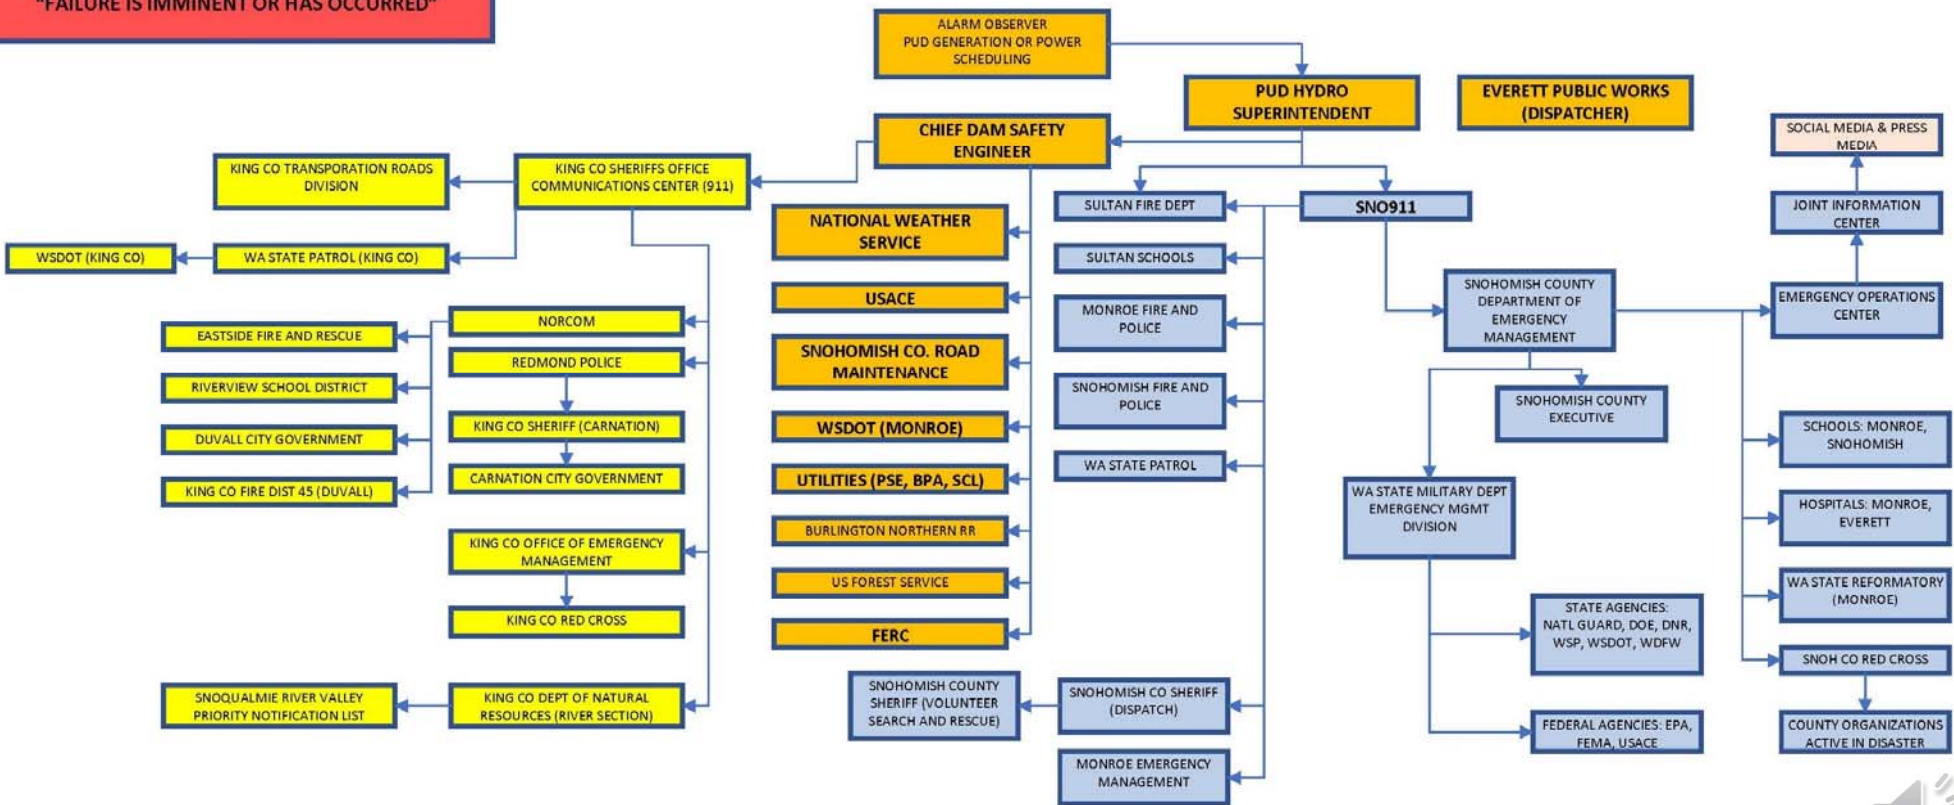 "FAILURE IS IMMINENT OR HAS OCCURRED"
ALARM OBSERVER
PUD GENERATION OR POWER
SCHEDULING
PUD HYDRO
SUPERINTENDENT
EVERETT PUBLIC WORKS
(DISPATCHER)
CHIEF DAM SAFETY
ENGINEER
SOCIAL MEDIA & PRESS
MEDIA
KING CO TRANSPORATION ROADS
DIVISION
KING CO SHERIFFS OFFICE
COMMUNICATIONS CENTER (911)
NATIONAL WEATHER
SERVICE
SULTAN FIRE DEPT
SNO911
JOINT INFORMATION
CENTER
WSDOT (KING CO)
WA STATE PATROL (KING CO)
SULTAN SCHOOLS
USACE
MONROE FIRE AND
POLICE
SNOHOMISH COUNTY
DEPARTMENT OF
EMERGENCY
MANAGEMENT
EMERGENCY OPERATIONS
CENTER
NORCOM
EASTSIDE FIRE AND RESCUE
REDMOND POLICE
SNOHOMISH CO. ROAD
MAINTENANCE
RIVERVIEW SCHOOL DISTRICT
SNOHOMISH FIRE AND
POLICE
SNOHOMISH COUNTY
EXECUTIVE
KING CO SHERIFF (CARNATION)
WSDOT (MONROE)
SCHOOLS: MONROE,
SNOHOMISH
DUVALL CITY GOVERNMENT
CARNATION CITY GOVERNMENT
UTILITIES (PSE, BPA, SCL)
WA STATE PATROL
KING CO FIRE DIST 45 (DUVALL)
WA STATE MILITARY DEPT
EMERGENCY MGMT
DIVISION
HOSPITALS: MONROE,
EVERETT
BURLINGTON NORTHERN RR
KING CO OFFICE OF EMERGENCY
MANAGEMENT
US FOREST SERVICE
WA STATE REFORMATORY
(MONROE)
KING CO RED CROSS
FERC
STATE AGENCIES:
NATL GUARD, DOE, DNR,
WSP, WSDOT, WDFW
SNOH CO RED CROSS
SNOQUALMIE RIVER VALLEY
PRIORITY NOTIFICATION LIST
KING CO DEPT OF NATURAL
RESOURCES (RIVER SECTION)
SNOHOMISH COUNTY
SHERIFF (VOLUNTEER
SEARCH AND RESCUE)
SNOHOMISH CO SHERIFF
(DISPATCH)
FEDERAL AGENCIES: EPA,
FEMA, USACE
COUNTY ORGANIZATIONS
ACTIVE IN DISASTER
MONROE EMERGENCY
MANAGEMENT